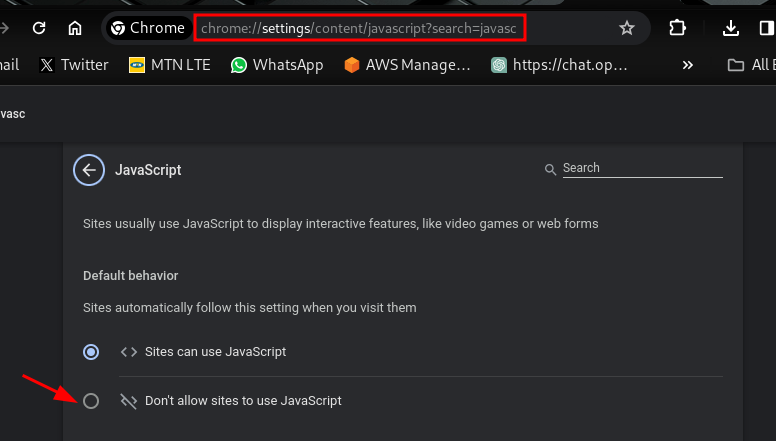 Chrome chrome://settings/content/javascript?search=javasc
ail Twitter MTN LTE WhatsApp AWS Manage... https://chat.op... » All B
vasc
JavaScript Search
Sites usually use JavaScript to display interactive features, like video games or web forms
Default behavior
Sites automatically follow this setting when you visit them
Sites can use JavaScript
Don't allow sites to use JavaScript